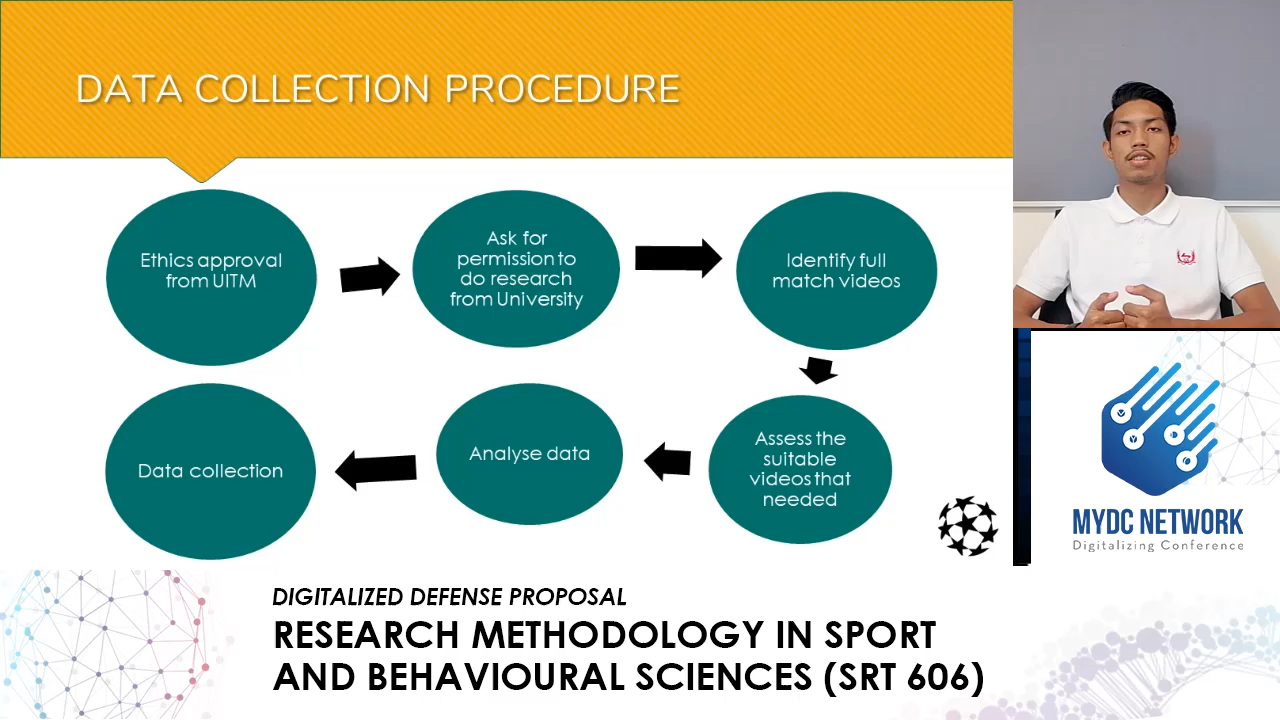 DATA COLLECTION PROCEDURE
Ethics approval
from UITM
Ask for
permission to
do research
from University
Identify full
match videos
Assess the
suitable
videos that
needed
Analyse data
Data collection
MYDC NETWORK
Digitalizing Conference
DIGITALIZED DEFENSE PROPOSAL
RESEARCH METHODOLOGY IN SPORT
AND BEHAVIOURAL SCIENCES (SRT 606)